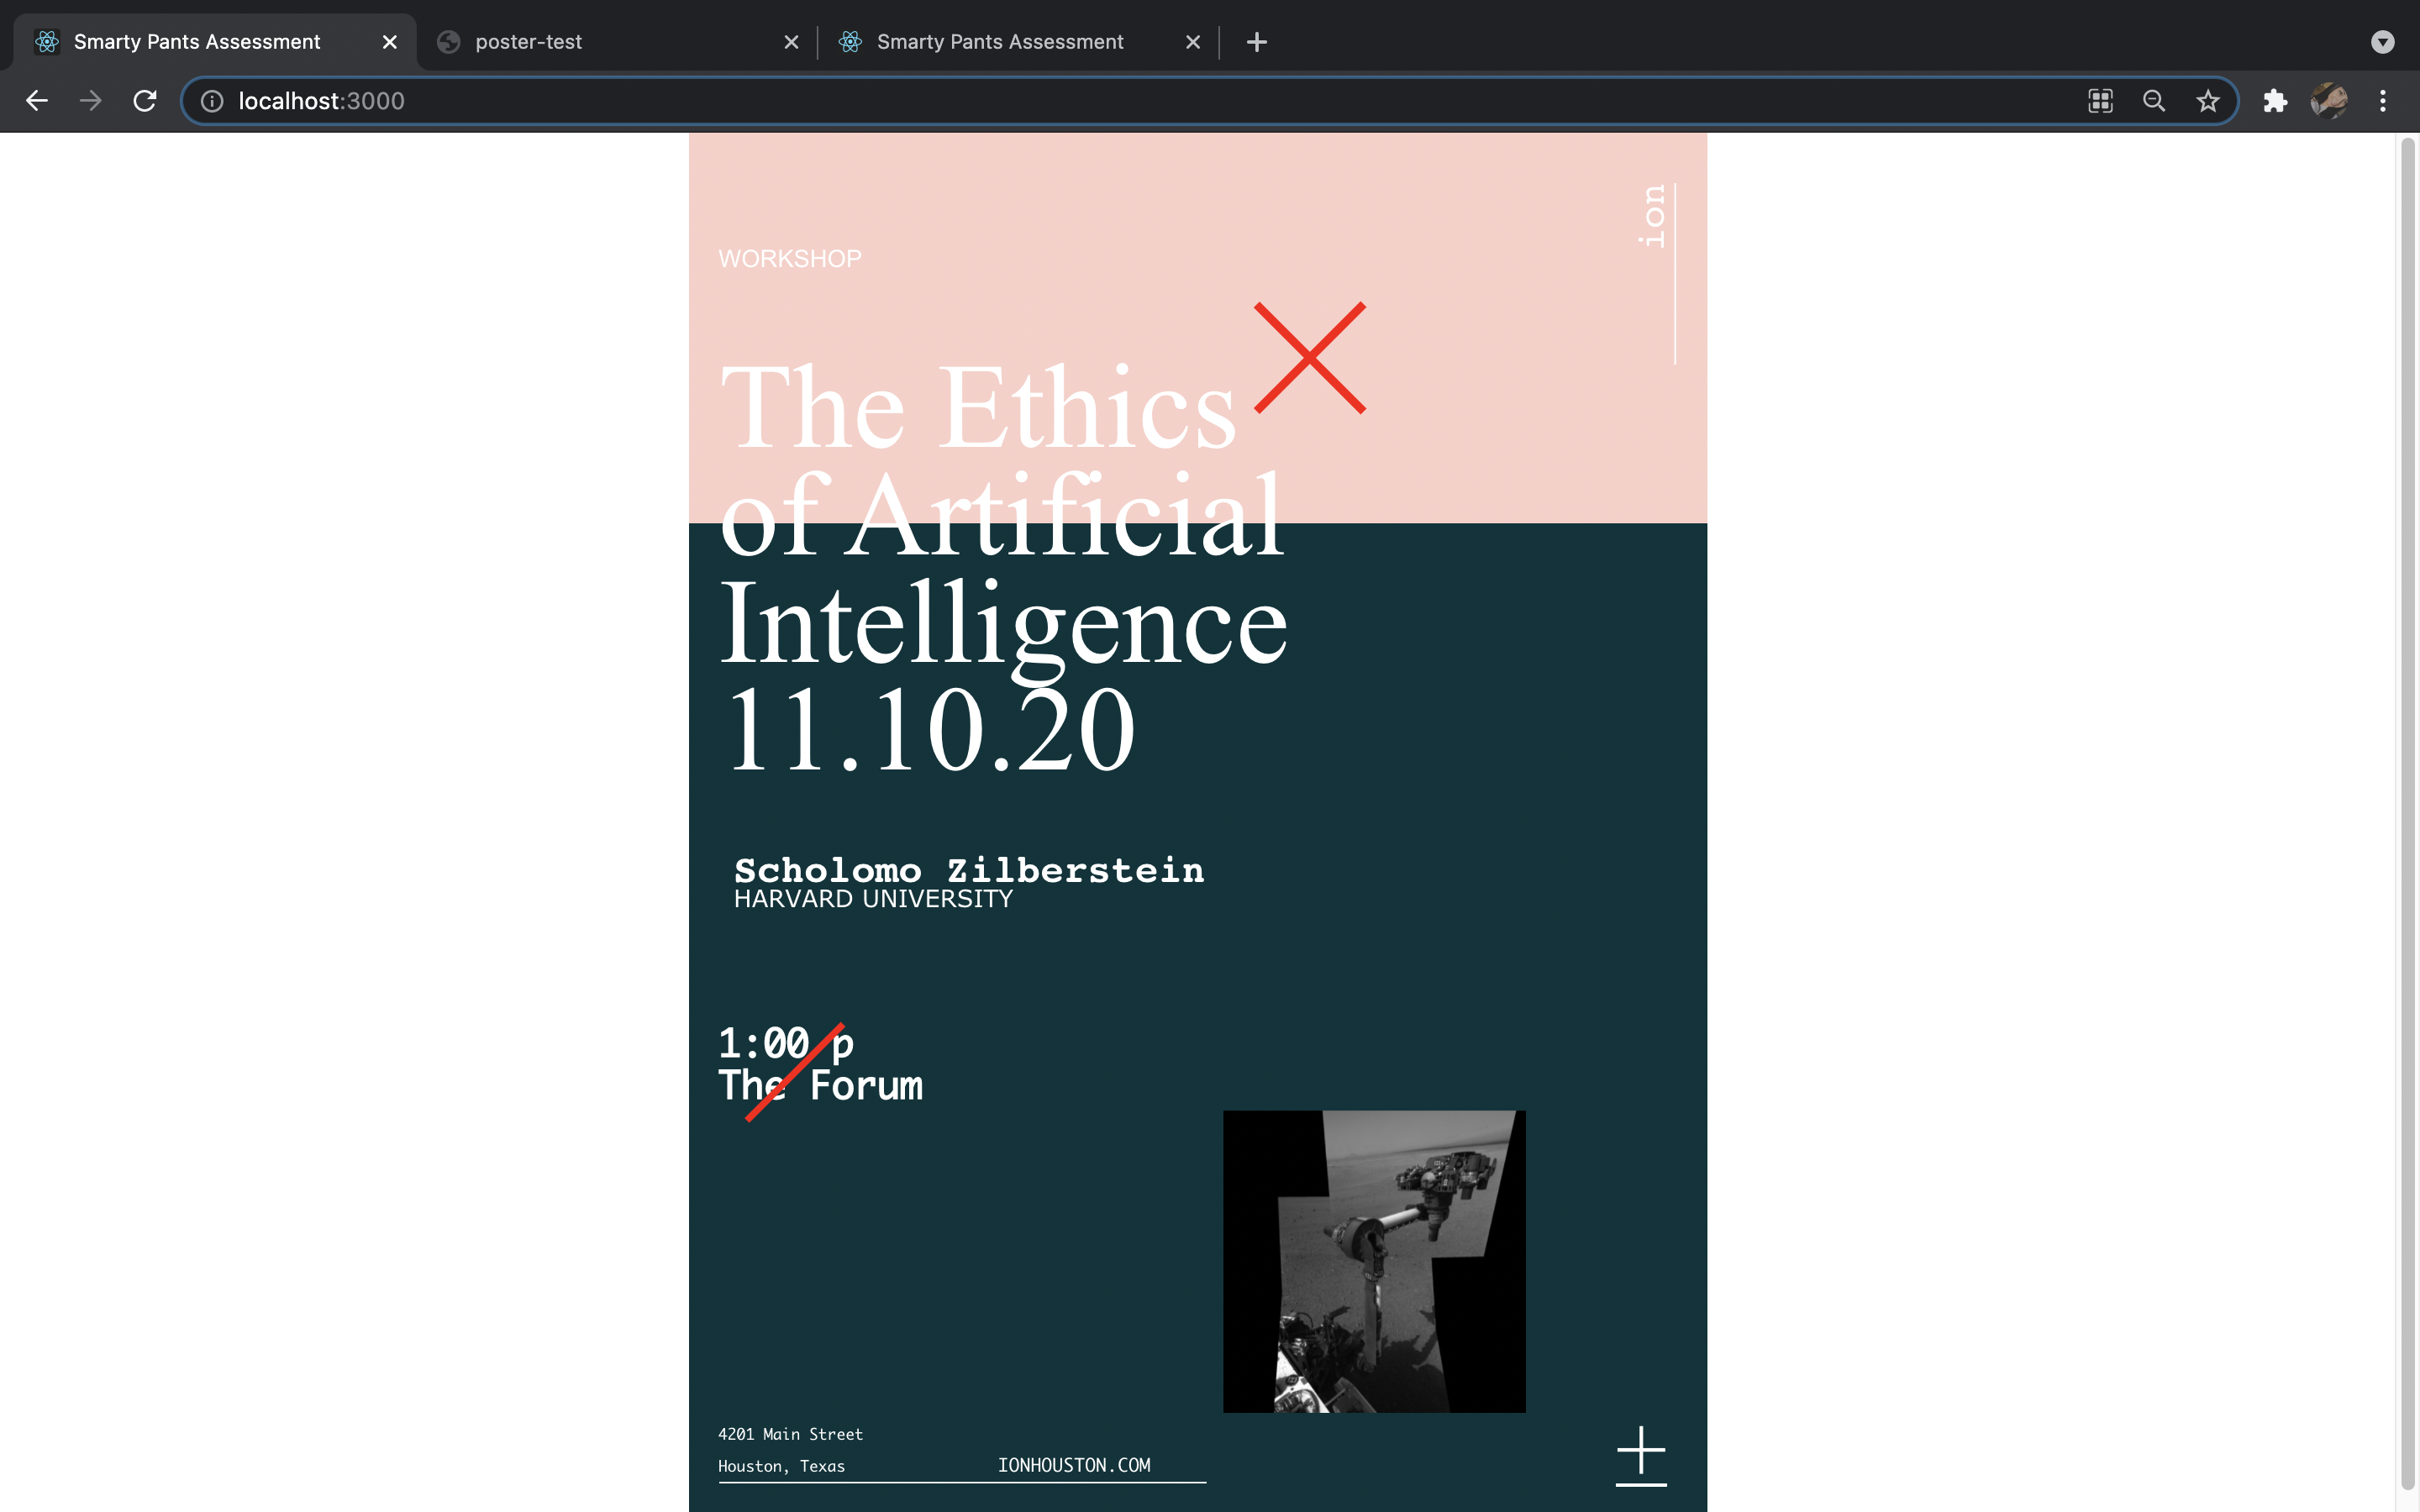 Smarty Pants Assessment
poster-test
Smarty Pants Assessment
localhost:3000
ion
WORKSHOP
The Ethics
of Artificial
Intelligence
11.10.20
Scholomo Zilberstein
HARVARD UNIVERSITY
1:00 p
The Forum
4201 Main Street
Houston, Texas
IONHOUSTON.COM